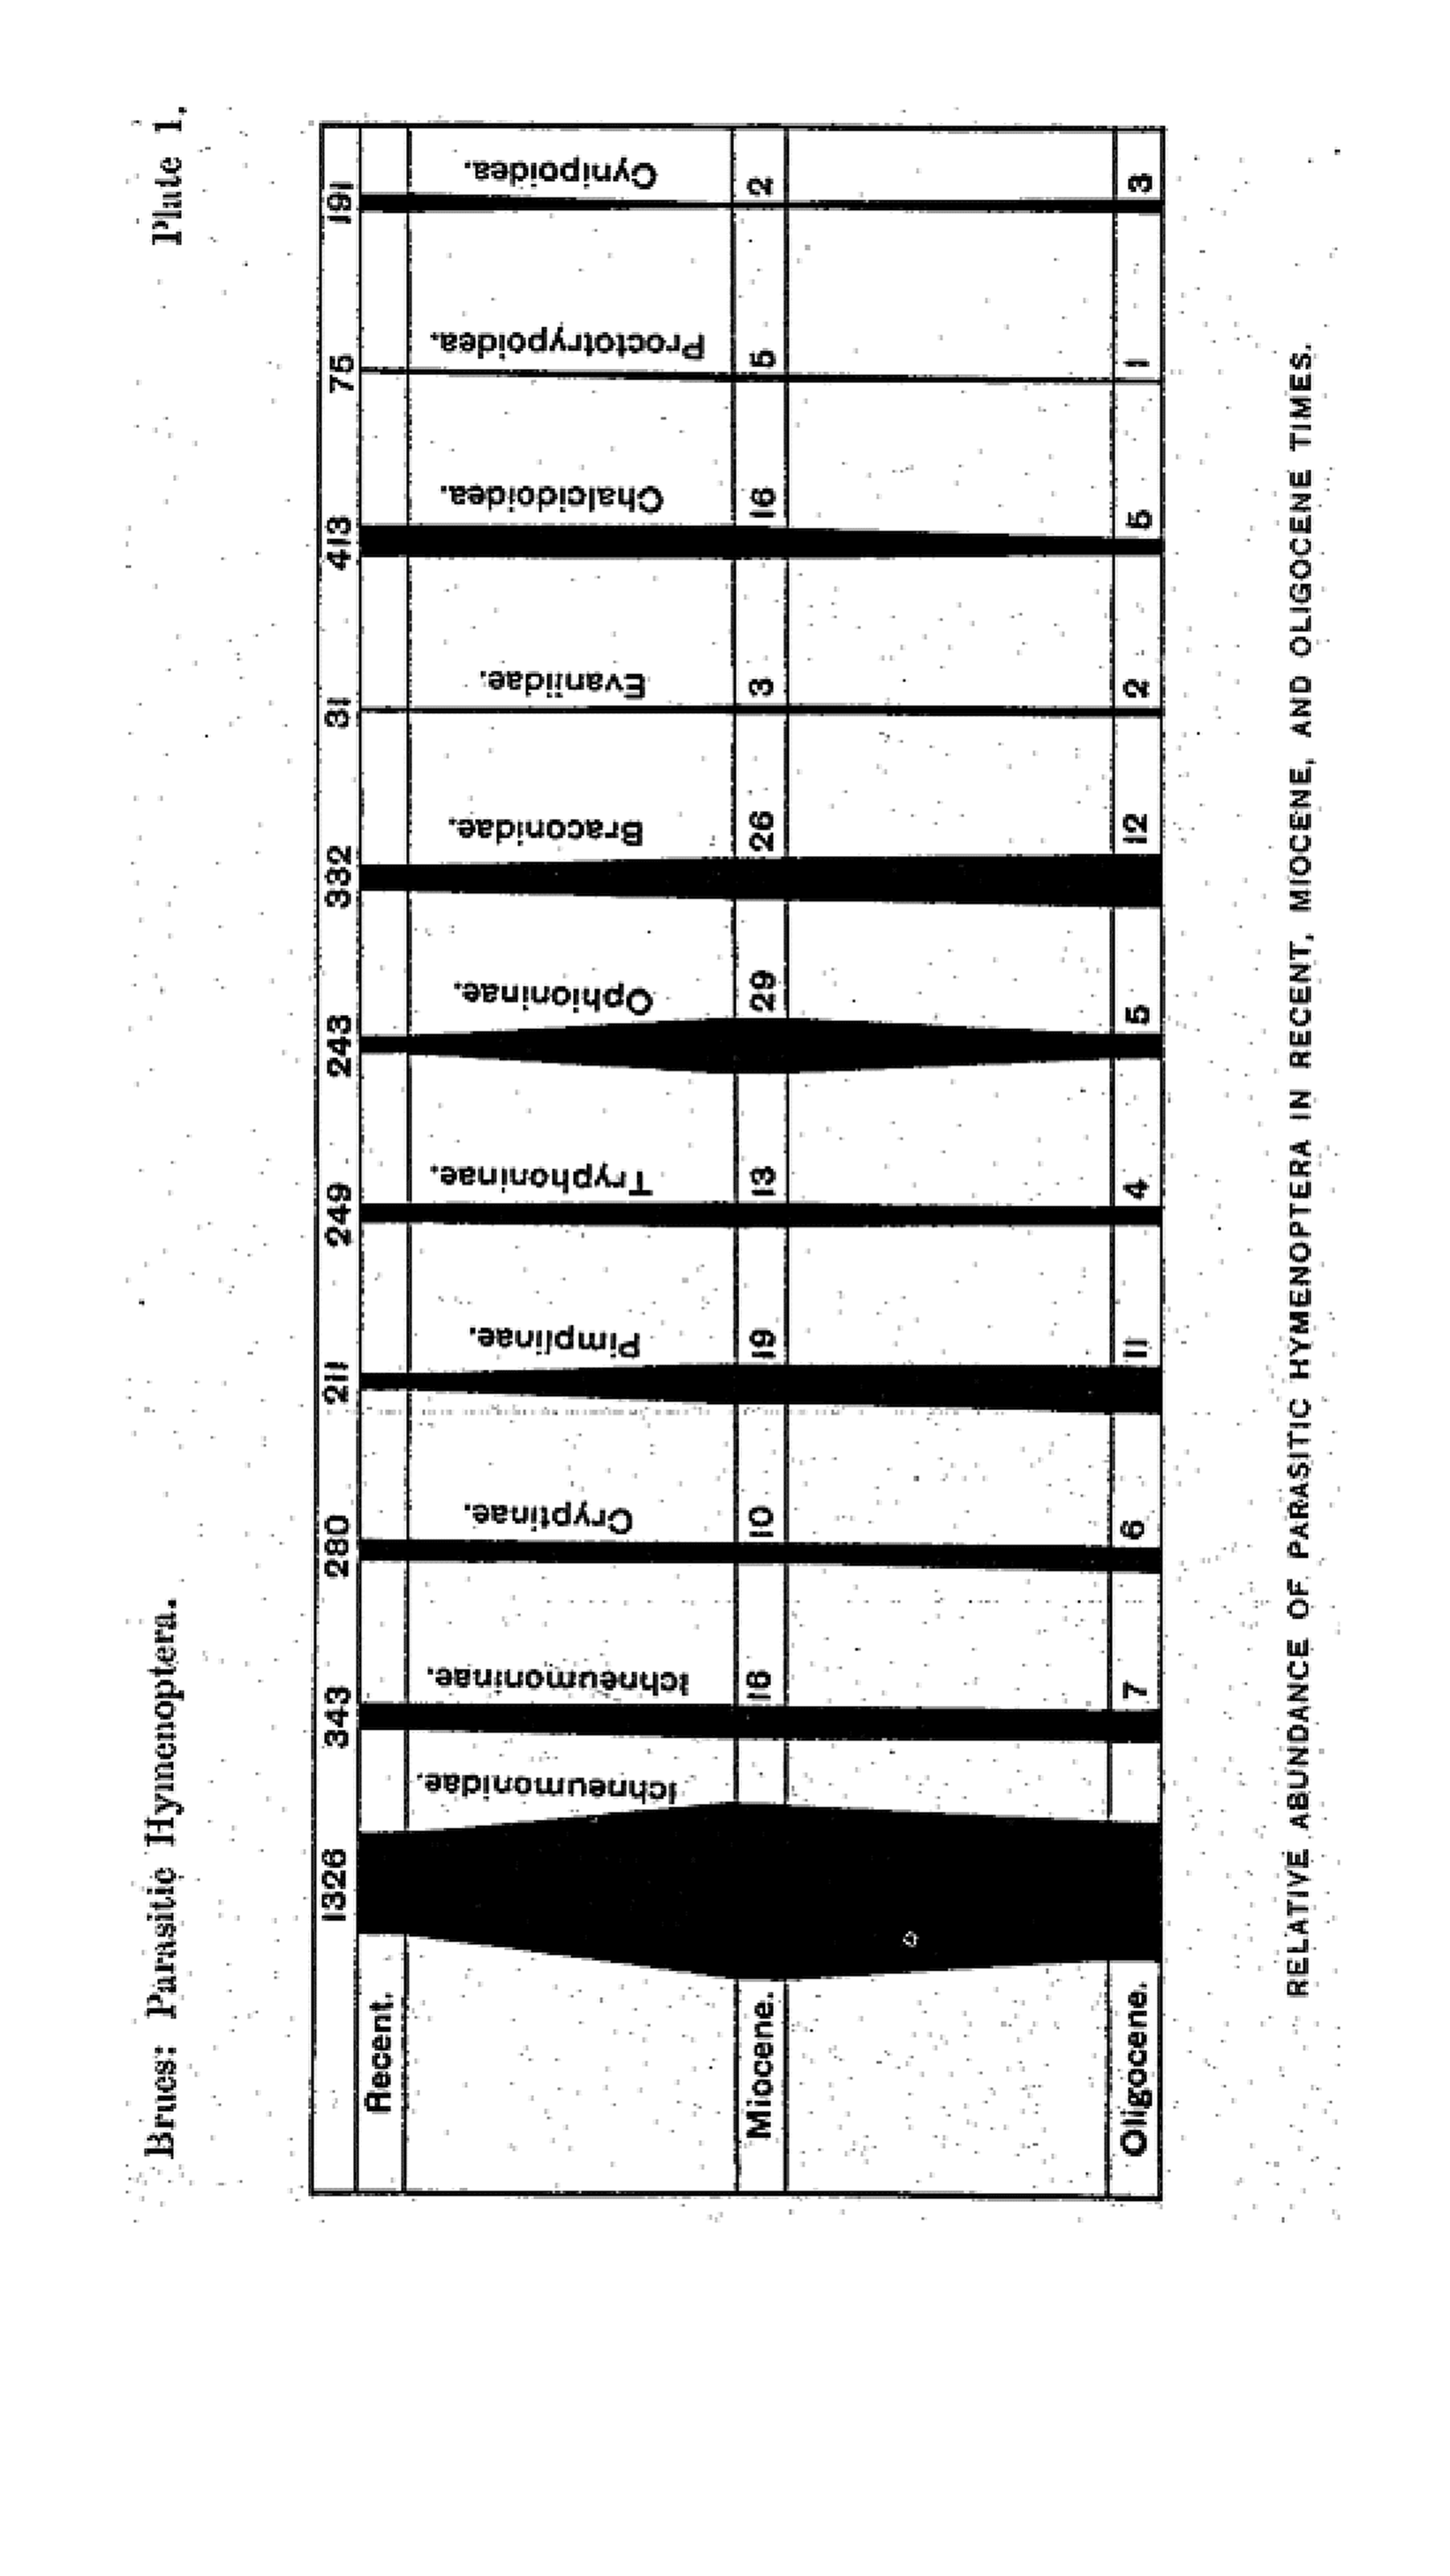 Brues: Parasitic Hymenoptera. Plate 1.
1326 343 280 211 249 243 332 31 413 75 191
Recent.
Ichneumonidae. Ichneumoninae. Cryptinae. Pimplinae. Tryphoninae. Ophioninae. Braconidae. Evaniidae. Chalcidoidea. Proctotrypoidea. Cynipoidea.
Miocene. 18 10 19 13 29 26 3 16 5 2
Oligocene. 7 6 11 4 5 12 2 5 1 3
RELATIVE ABUNDANCE OF PARASITIC HYMENOPTERA IN RECENT, MIOCENE, AND OLIGOCENE TIMES.